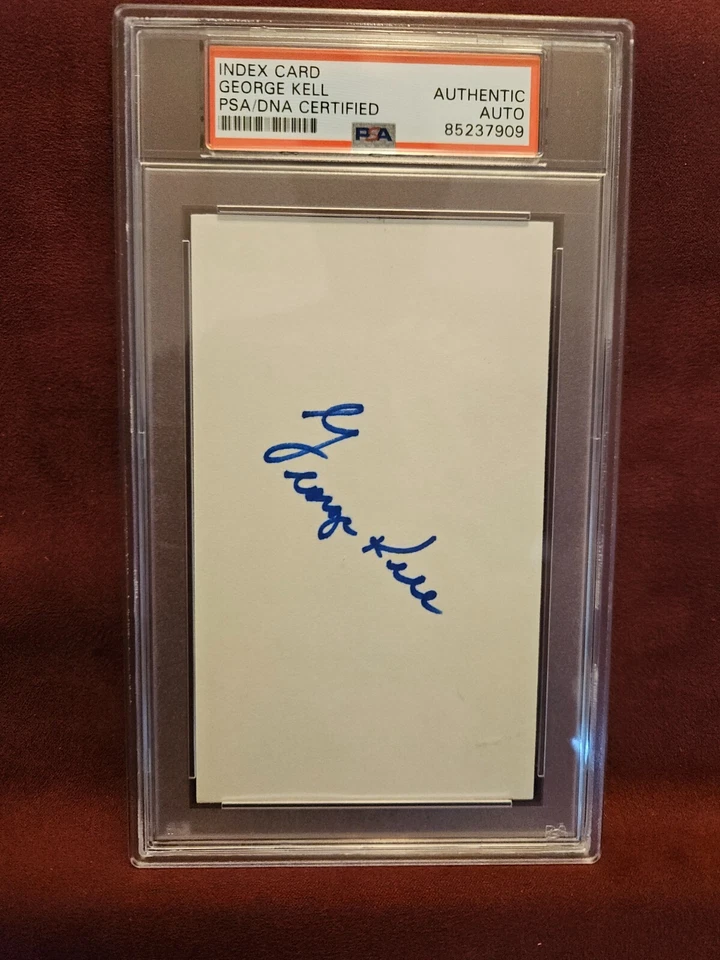 INDEX CARD
GEORGE KELL
PSA/DNA CERTIFIED
AUTHENTIC
AUTO
85237909
PSA
George Kell